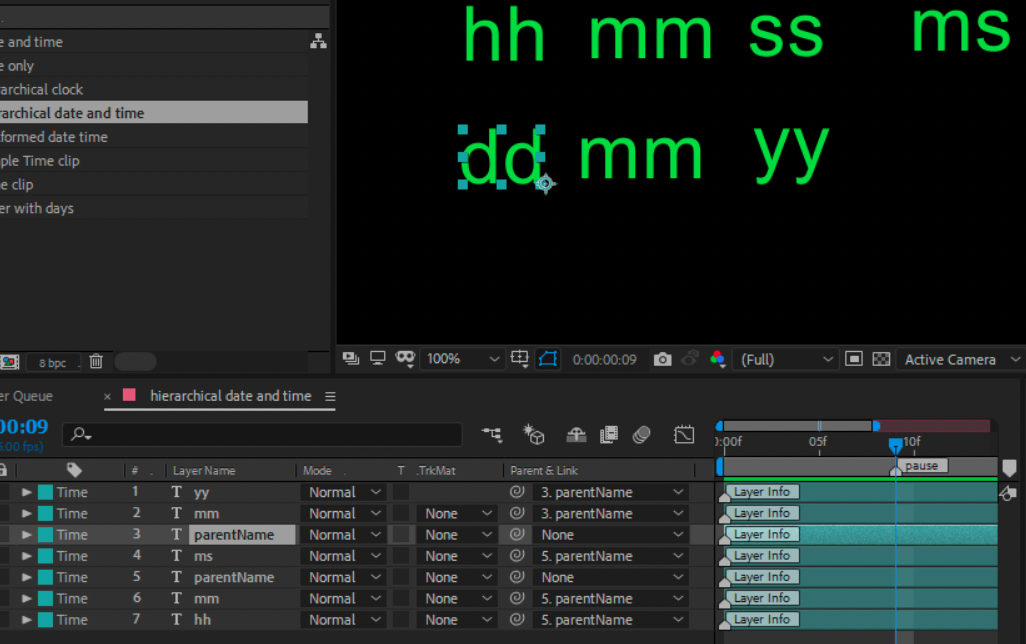 e and time
e only
archical clock
rarchical date and time
formed date time
ple Time clip
e clip
er with days
hh mm ss ms
dd mm yy
8 bpc
100%
0:00:00:09
(Full)
Active Camera
er Queue
× hierarchical date and time
00:09
.00 fps)
:00f 05f 10f
pause
# . Layer Name Mode . T .TrkMat Parent & Link
Time 1 T yy Normal 3. parentName Layer Info
Time 2 T mm Normal None 3. parentName Layer Info
Time 3 T parentName Normal None None Layer Info
Time 4 T ms Normal None 5. parentName Layer Info
Time 5 T parentName Normal None None Layer Info
Time 6 T mm Normal None 5. parentName Layer Info
Time 7 T hh Normal None 5. parentName Layer Info